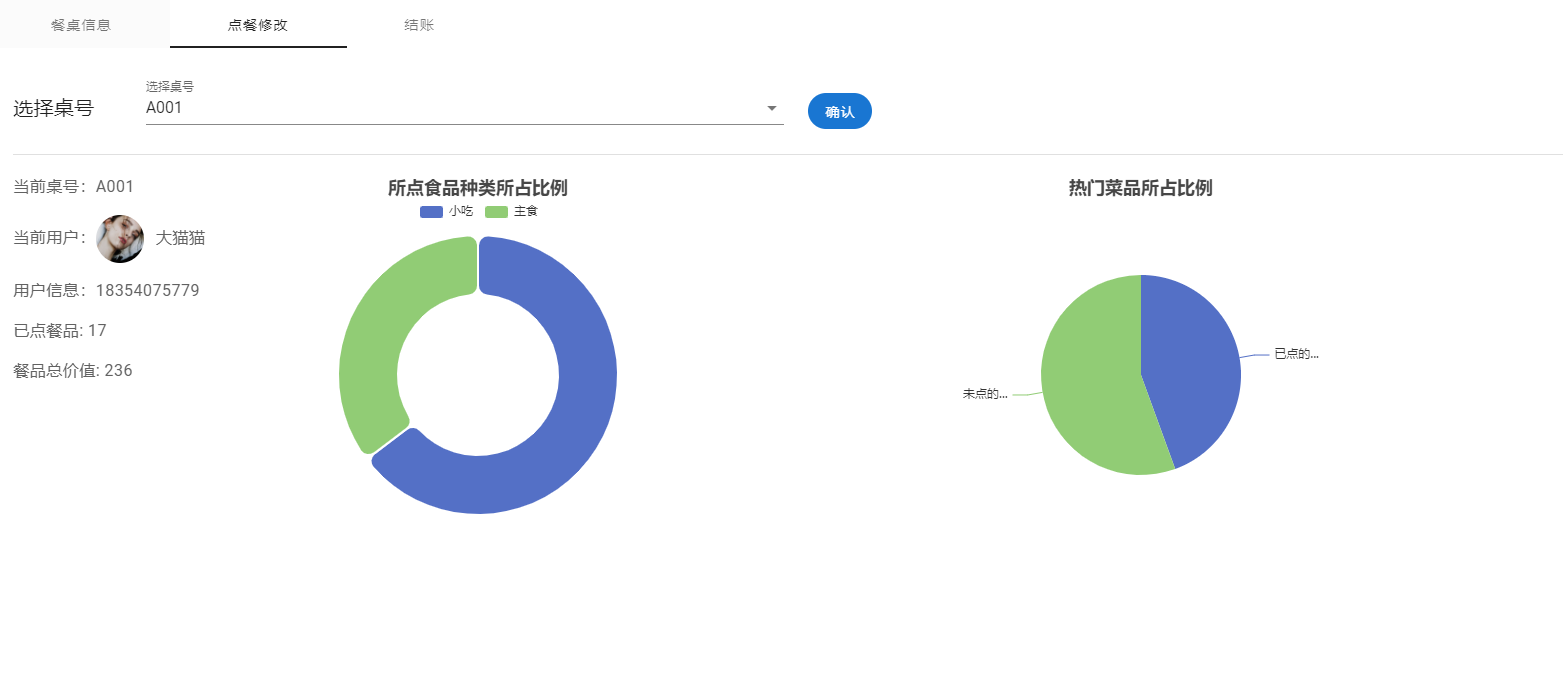 餐桌信息
点餐修改
结账
选择桌号
选择桌号
A001
确认
当前桌号：A001
当前用户：
大猫猫
用户信息：18354075779
已点餐品: 17
餐品总价值: 236
所点食品种类所占比例
小吃
主食
热门菜品所占比例
已点的...
未点的...